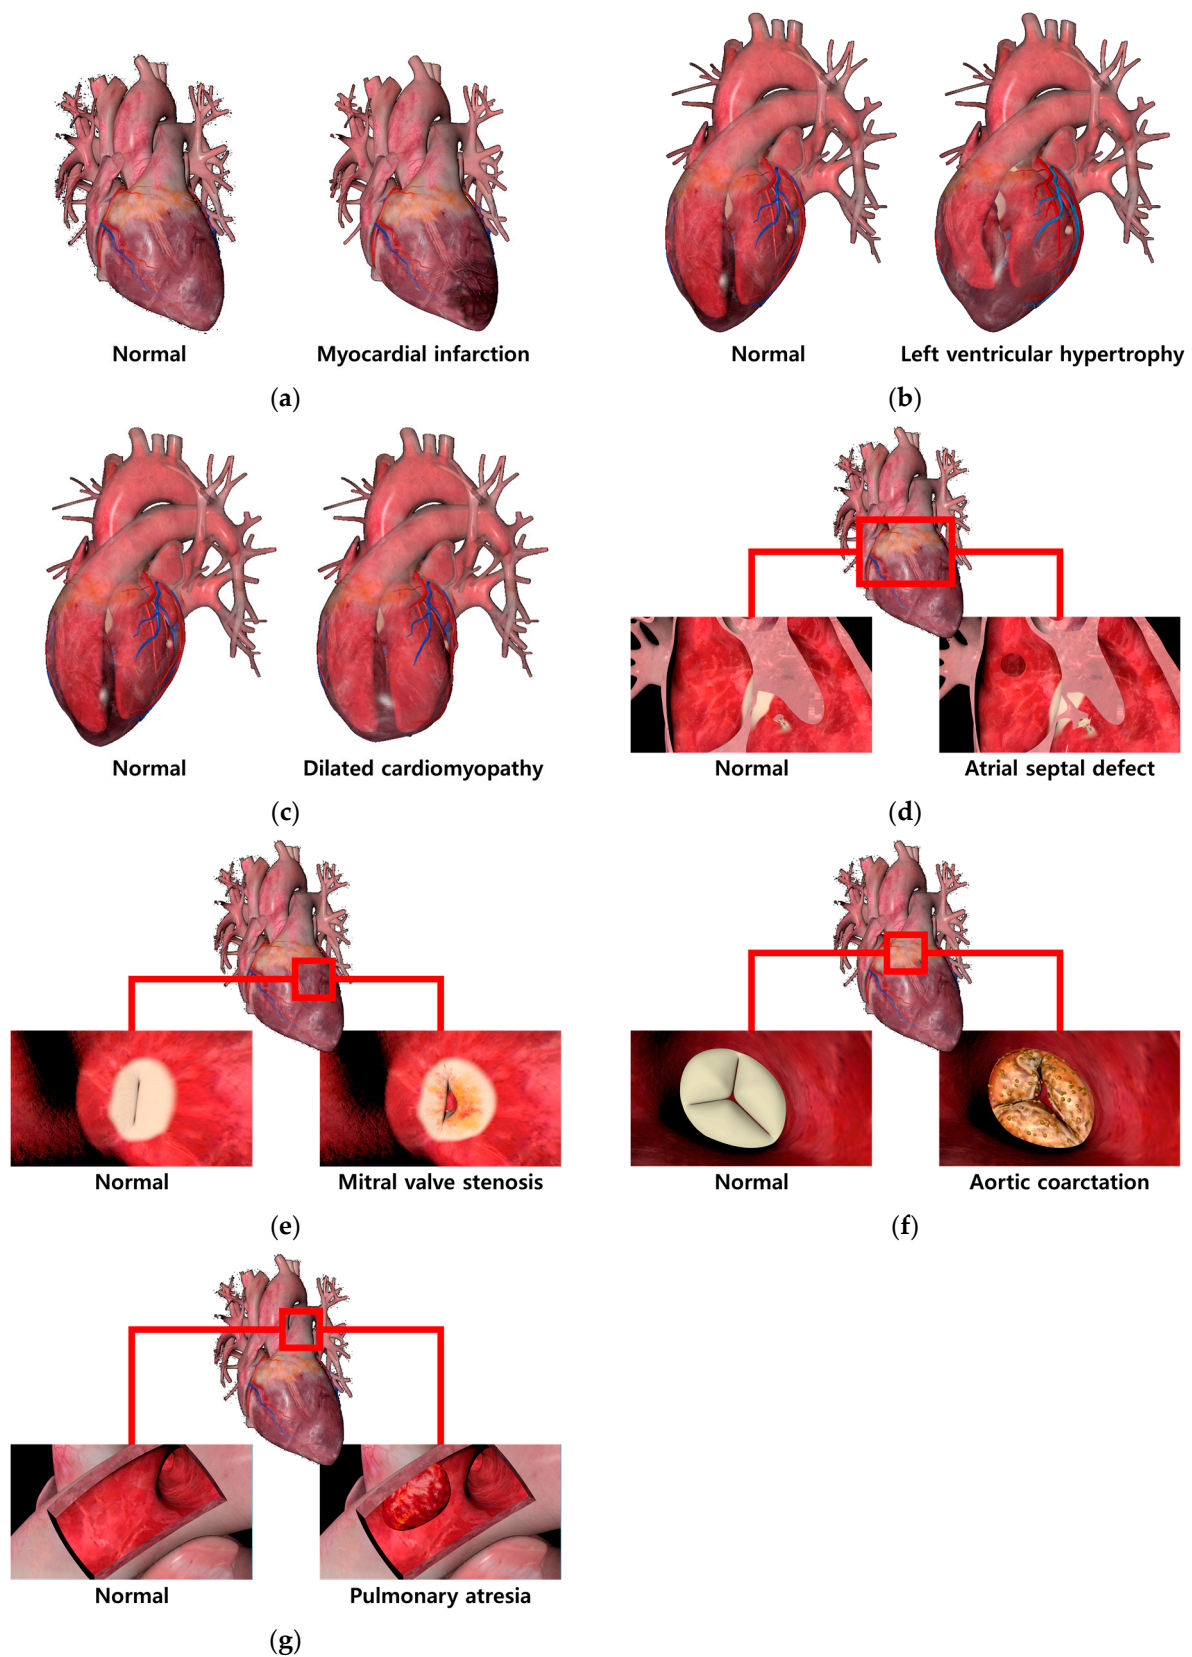 Normal
Myocardial infarction
(a)
Normal
Left ventricular hypertrophy
(b)
Normal
Dilated cardiomyopathy
(c)
Normal
Atrial septal defect
(d)
Normal
Mitral valve stenosis
(e)
Normal
Aortic coarctation
(f)
Normal
Pulmonary atresia
(g)